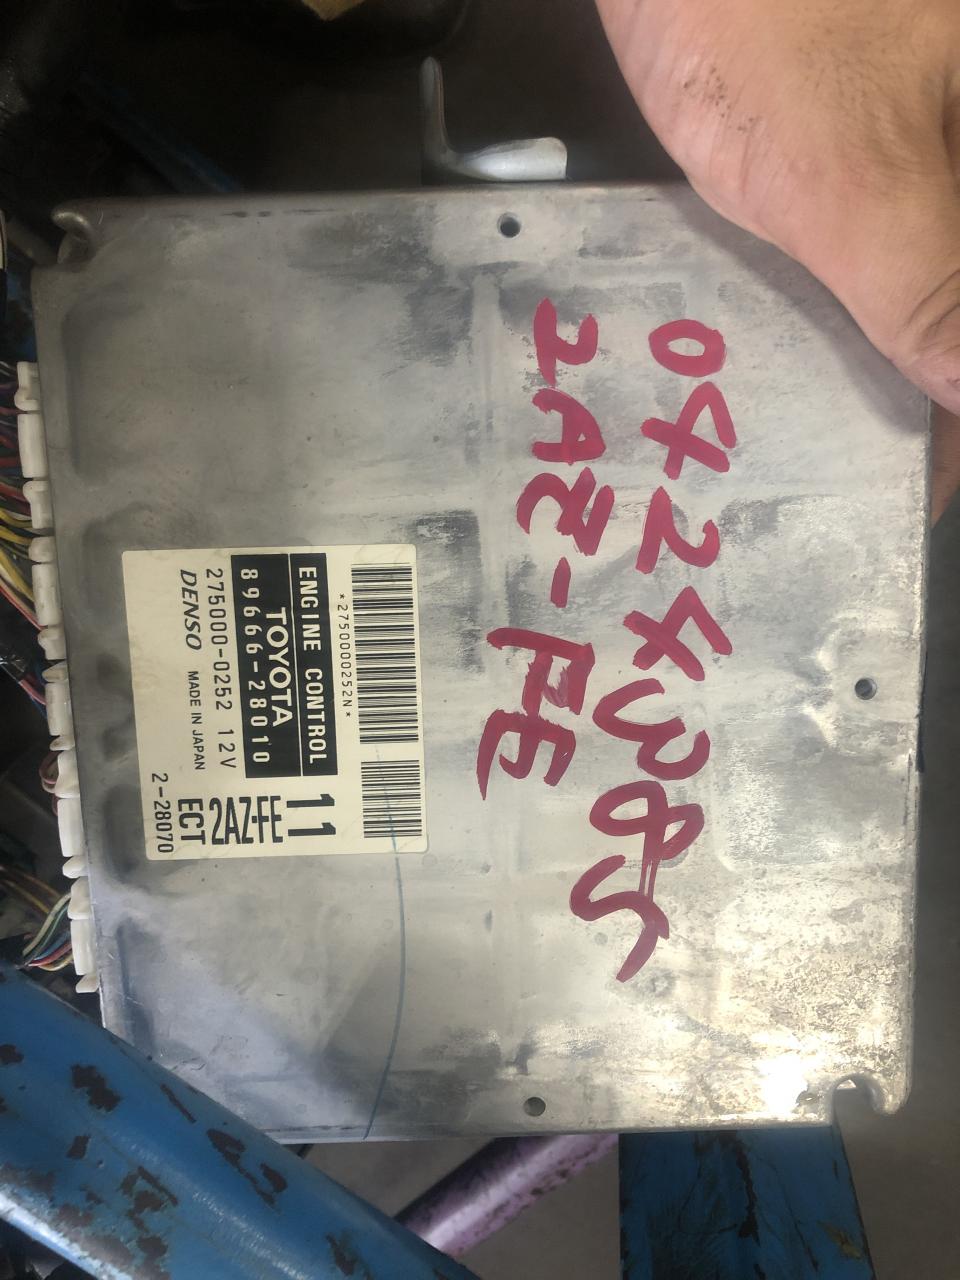 0424385
2AZ-FE
*2750000252N*
ENGINE CONTROL
TOYOTA
89666-28010
275000-0252 12V
DENSO MADE IN JAPAN
11
2AZ-FE
ECT
2-28070